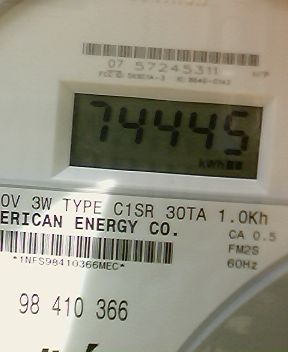 07 57245311
74445
kWh
0V 3W TYPE C1SR 30TA 1.0Kh
ERICAN ENERGY CO.
CA 0.5
FM2S
60Hz
*1NFS98410366MEC*
98 410 366